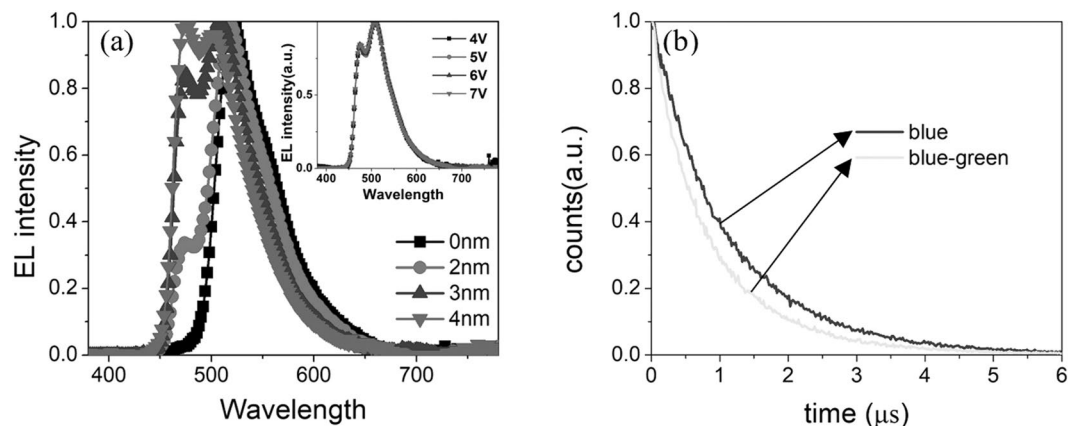 (a)
EL intensity
1.0
0.8
0.6
0.4
0.2
0.0
400 500 600 700
Wavelength
0nm
2nm
3nm
4nm
EL intensity(a.u.)
0.5
0.0
400 500 600 700
Wavelength
4V
5V
6V
7V
(b)
counts(a.u.)
1.0
0.8
0.6
0.4
0.2
0.0
0 1 2 3 4 5 6
time (μs)
blue
blue-green